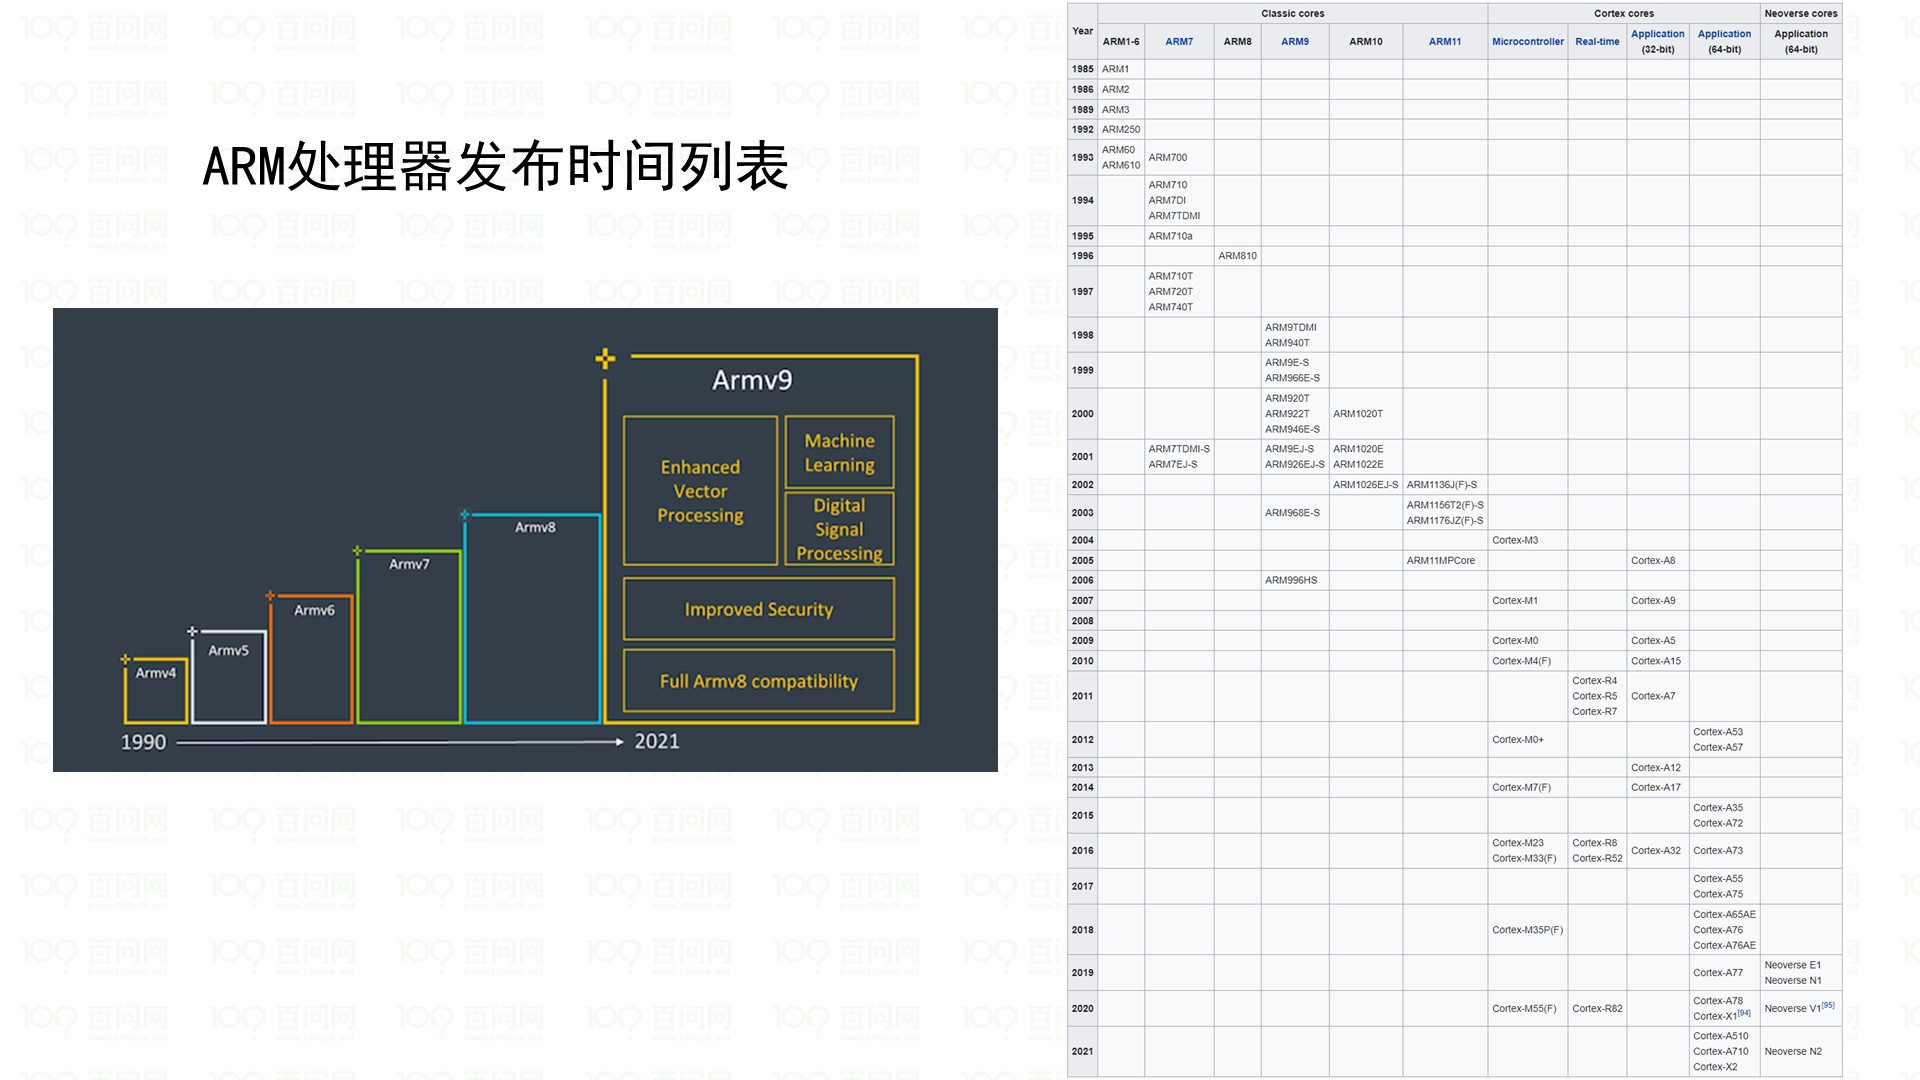 ARM处理器发布时间列表
Armv9
Enhanced
Vector
Processing
Machine
Learning
Digital
Signal
Processing
Improved Security
Full Armv8 compatibility
Armv8
Armv7
Armv6
Armv5
Armv4
1990
2021
Year Classic cores Cortex cores Neoverse cores
ARM1-6 ARM7 ARM8 ARM9 ARM10 ARM11 Microcontroller Real-time Application (32-bit) Application (64-bit) Application (64-bit)
1985 ARM1
1986 ARM2
1989 ARM3
1992 ARM250
1993 ARM60 ARM610 ARM700
1994 ARM710 ARM7DI ARM7TDMI
1995 ARM710a
1996 ARM810
1997 ARM710T ARM720T ARM740T
1998 ARM9TDMI ARM940T
1999 ARM9E-S ARM966E-S
2000 ARM920T ARM922T ARM946E-S ARM1020T
2001 ARM7TDMI-S ARM7EJ-S ARM9EJ-S ARM926EJ-S ARM1020E ARM1022E
2002 ARM1026EJ-S ARM1136J(F)-S
2003 ARM968E-S ARM1156T2(F)-S ARM1176JZ(F)-S
2004 Cortex-M3
2005 ARM11MPCore Cortex-A8
2006 ARM996HS
2007 Cortex-M1 Cortex-A9
2008
2009 Cortex-M0 Cortex-A5
2010 Cortex-M4(F) Cortex-A15
2011 Cortex-R4 Cortex-R5 Cortex-R7 Cortex-A7
2012 Cortex-M0+ Cortex-A53 Cortex-A57
2013 Cortex-A12
2014 Cortex-M7(F) Cortex-A17
2015 Cortex-A35 Cortex-A72
2016 Cortex-M23 Cortex-M33(F) Cortex-R8 Cortex-R52 Cortex-A32 Cortex-A73
2017 Cortex-A55 Cortex-A75
2018 Cortex-M35P(F) Cortex-A65AE Cortex-A76 Cortex-A76AE
2019 Cortex-A77 Neoverse E1 Neoverse N1
2020 Cortex-M55(F) Cortex-R82 Cortex-A78 Cortex-X1[94] Neoverse V1[95]
2021 Cortex-A510 Cortex-A710 Cortex-X2 Neoverse N2
百问网
www.100ask.net